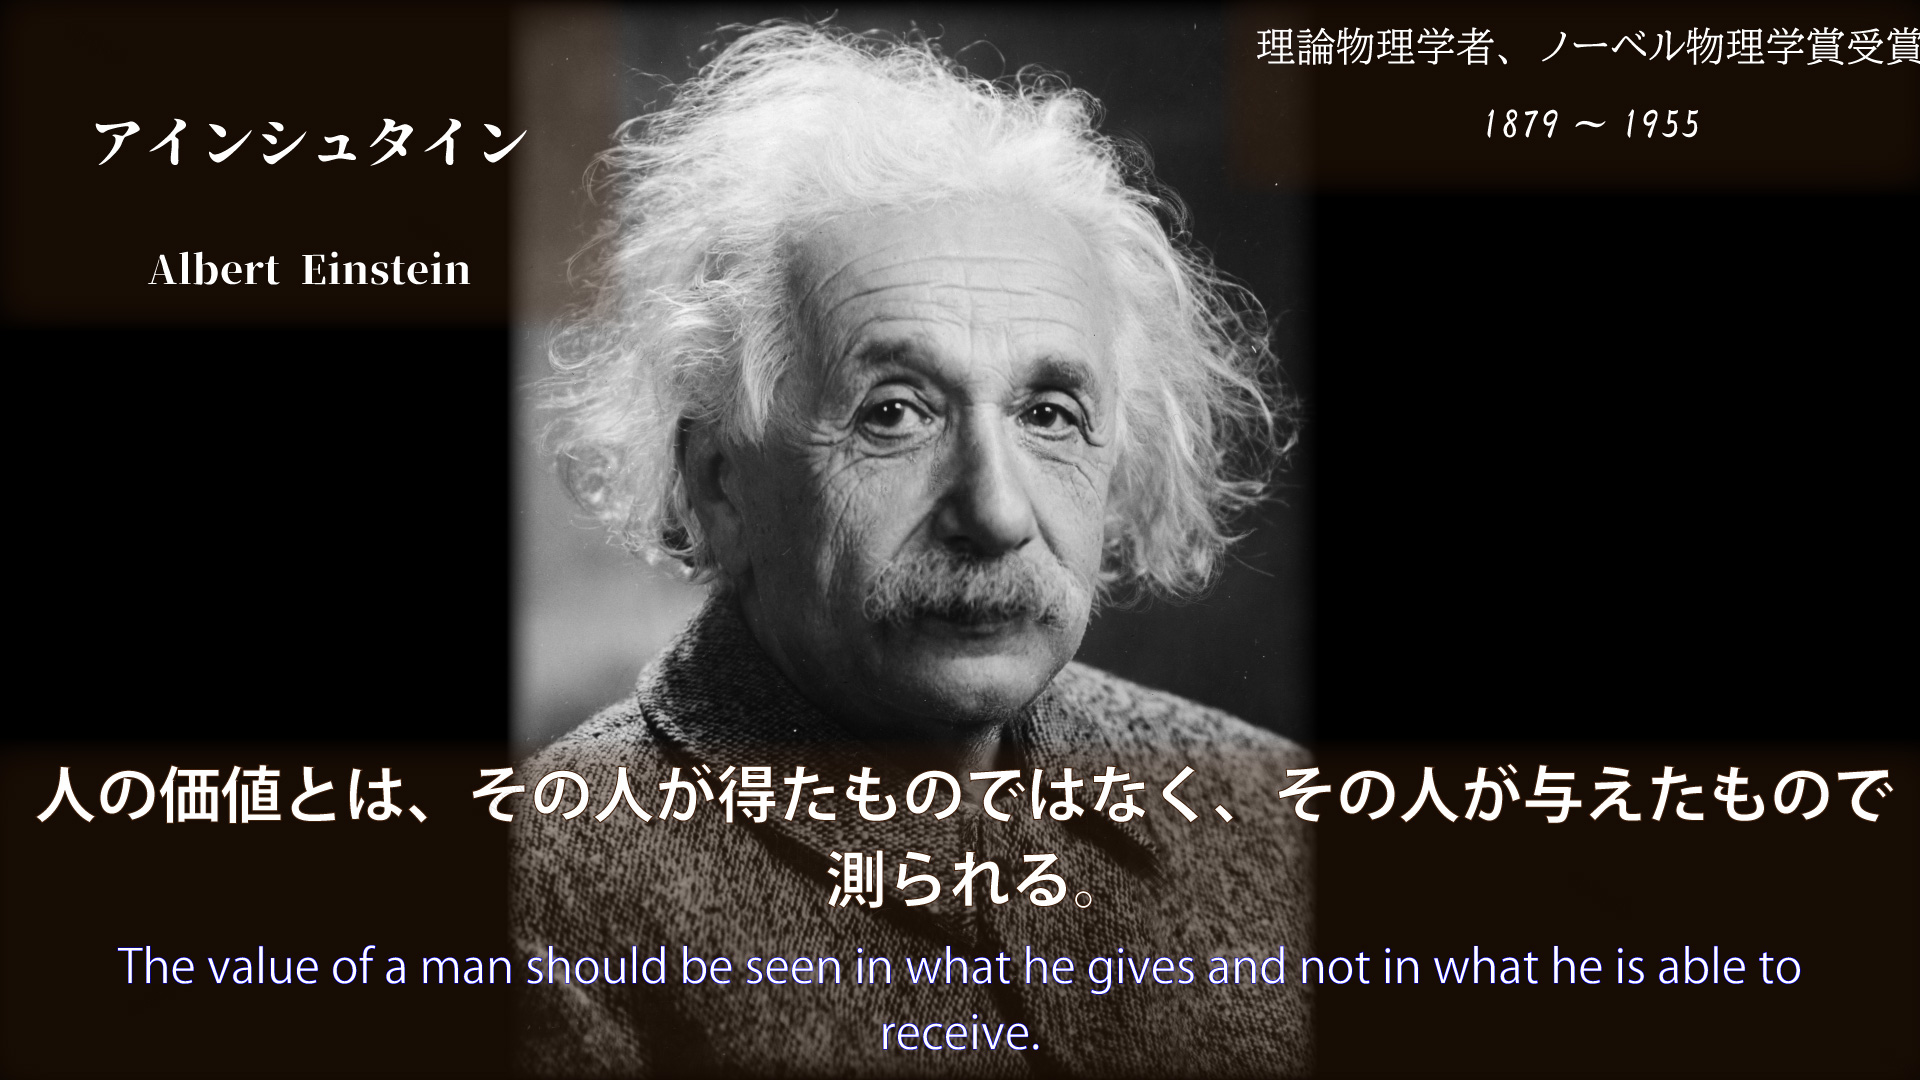 理論物理学者、ノーベル物理学賞受賞
1879 ～ 1955
アインシュタイン
Albert Einstein
人の価値とは、その人が得たものではなく、その人が与えたもので
測られる。
The value of a man should be seen in what he gives and not in what he is able to
receive.